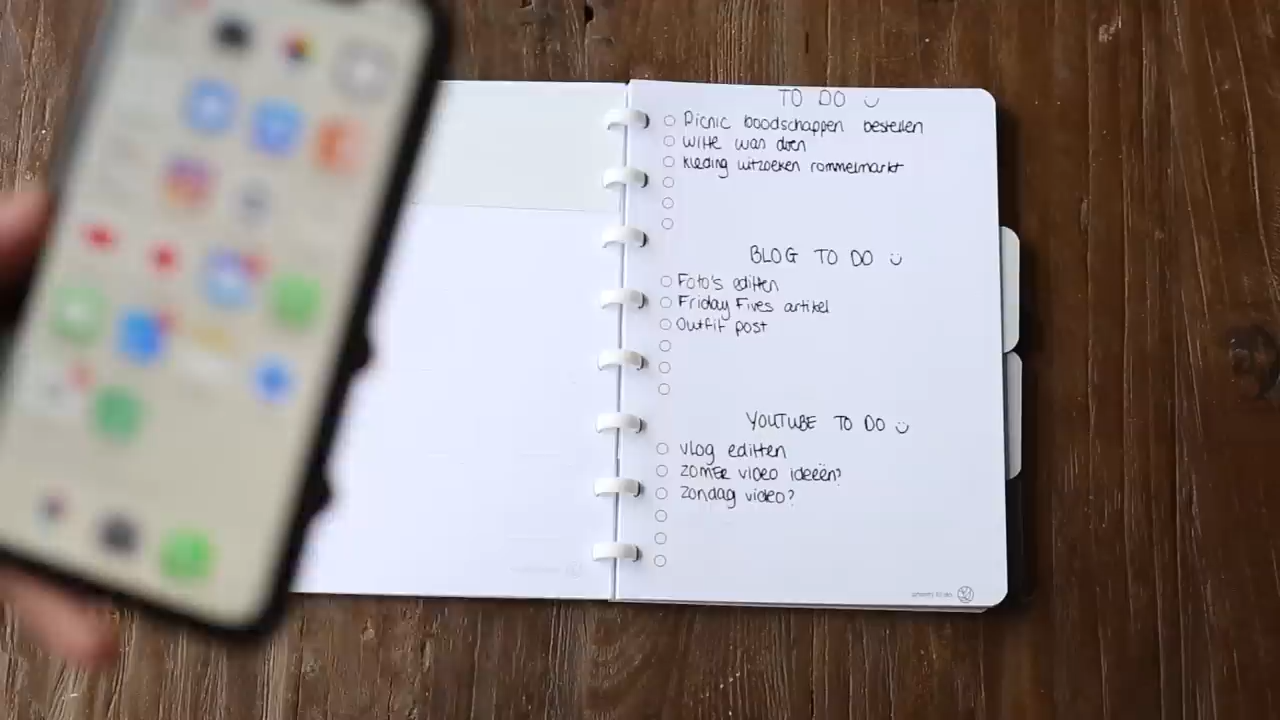 TO DO
Picnic boodschappen bestellen
witte was doen
kleding uitzoeken rommelmarkt
BLOG TO DO
Foto's editten
Friday Fives artikel
Outfit post
YOUTUBE TO DO
vlog editten
ZOMER video ideeën?
Zondag video?